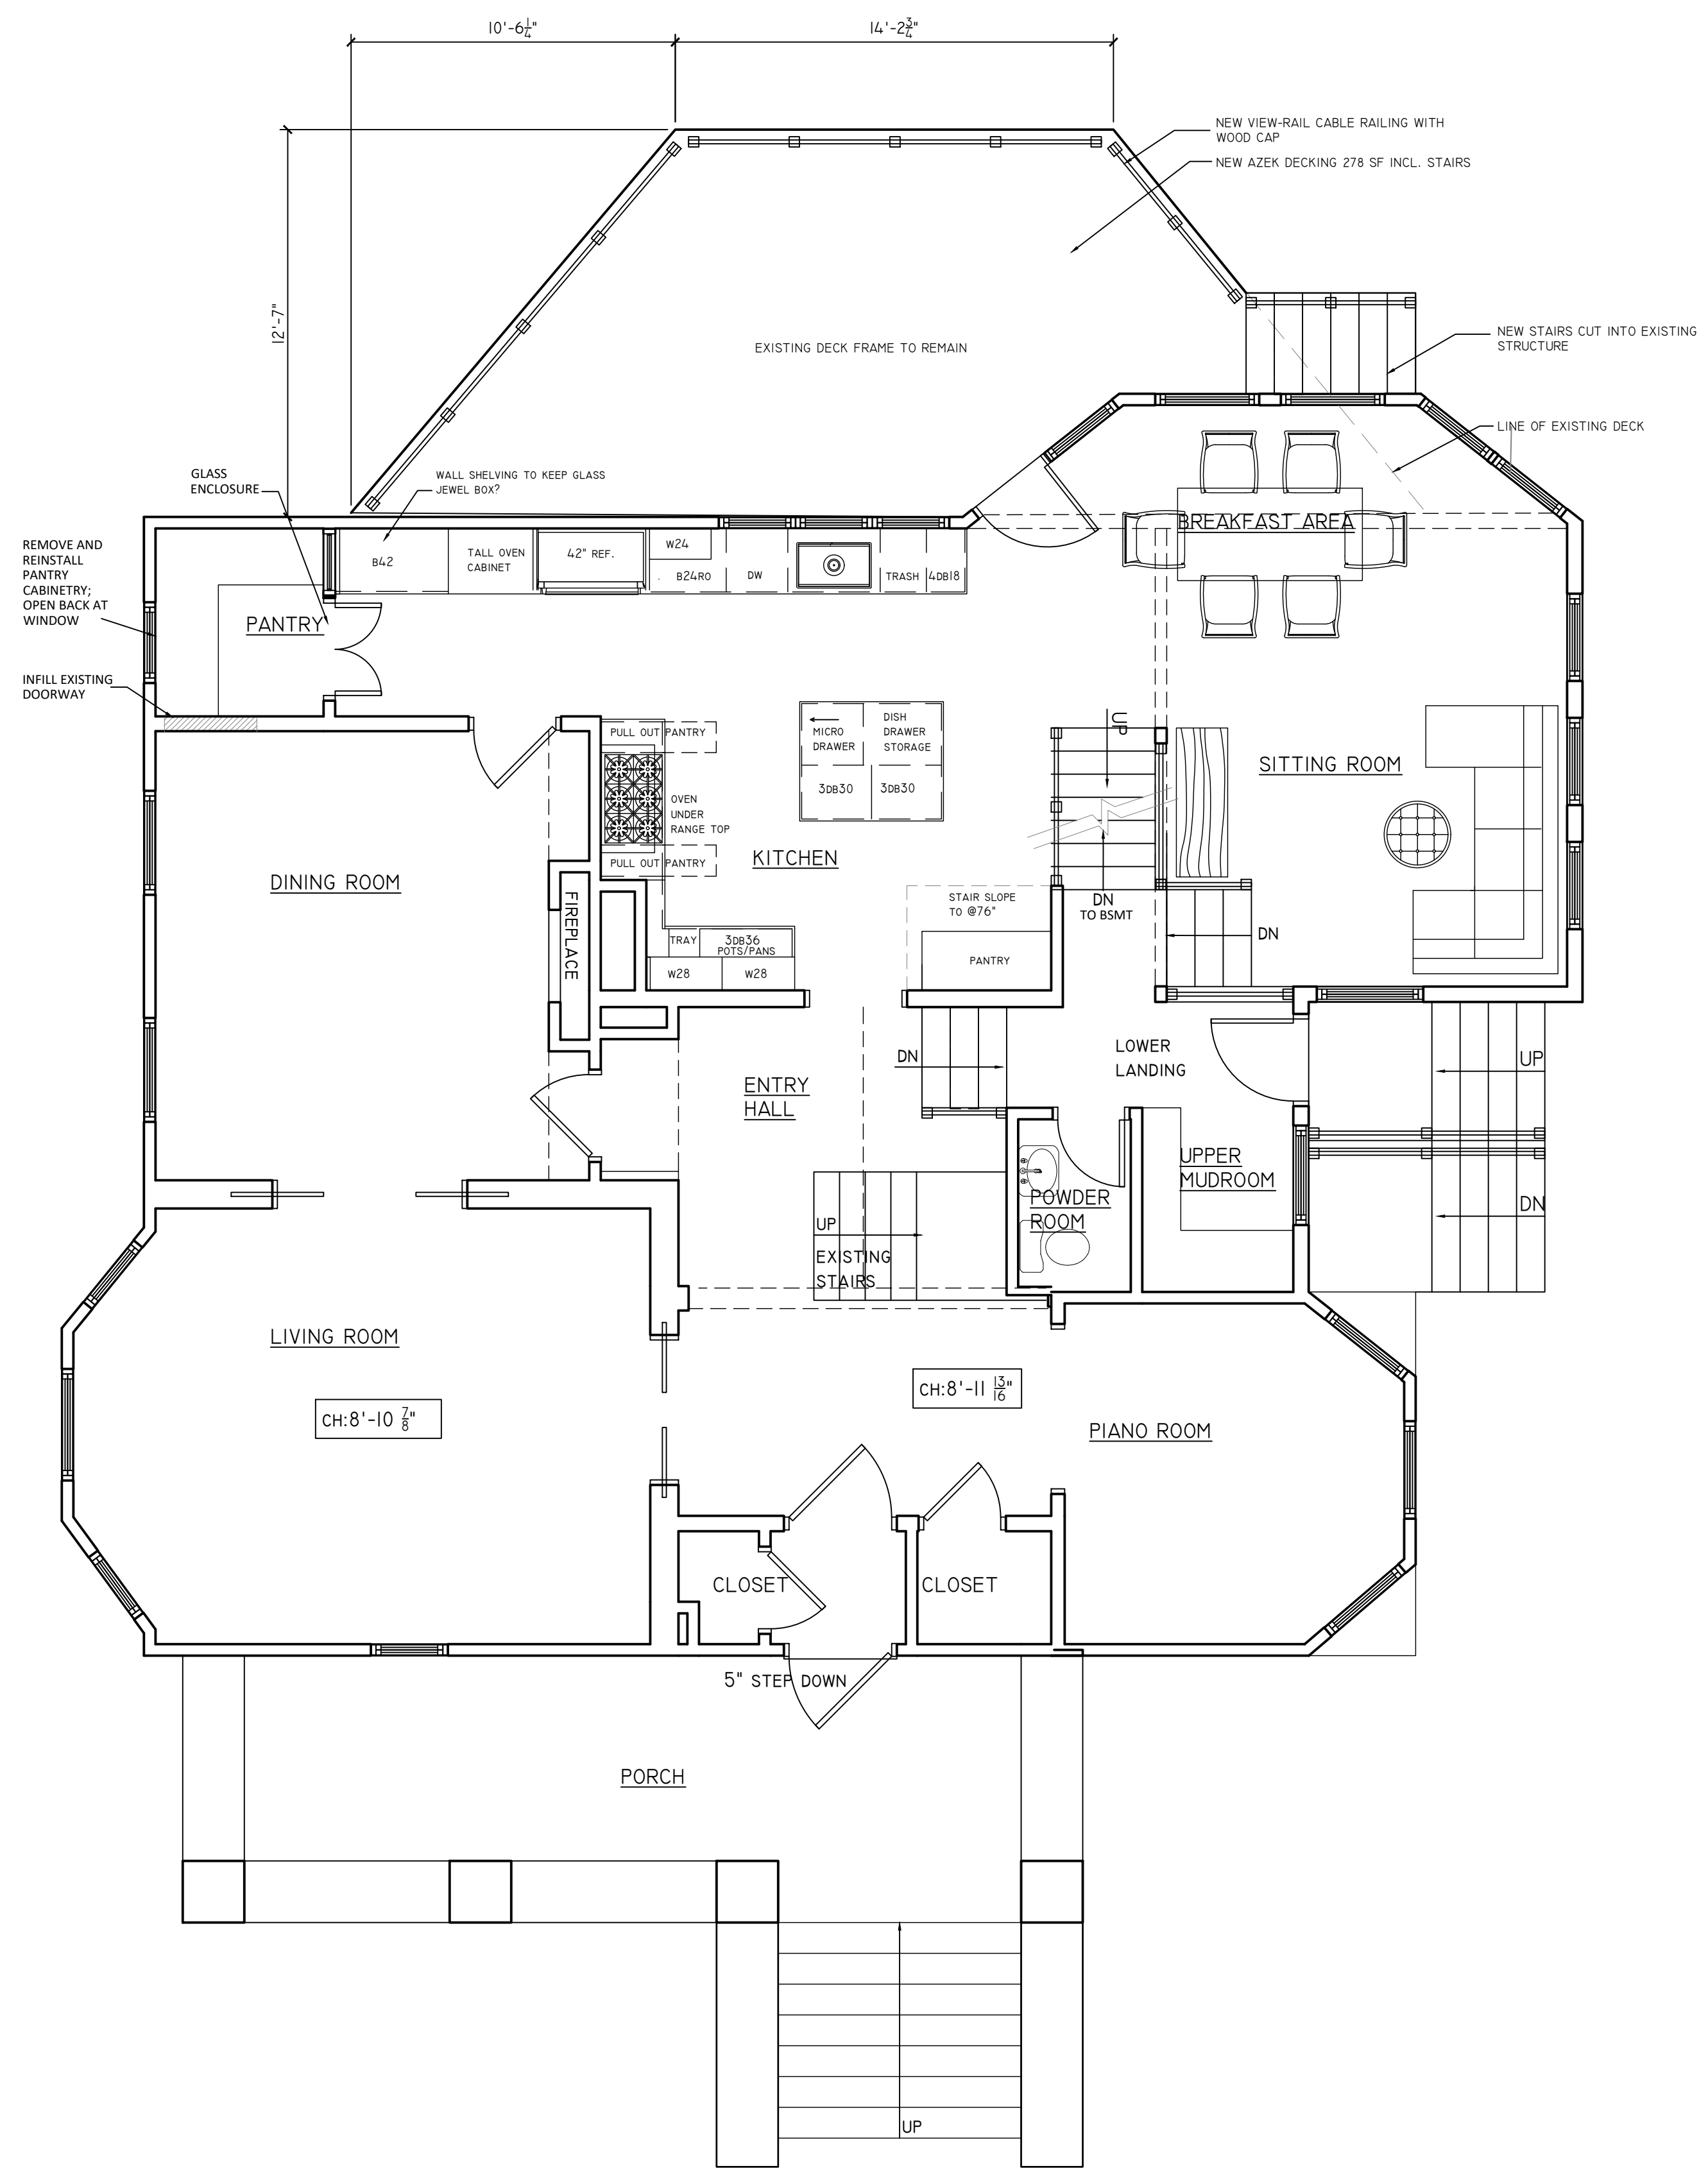 10'-6 1/4"
14'-2 3/4"
NEW VIEW-RAIL CABLE RAILING WITH
WOOD CAP
NEW AZEK DECKING 278 SF INCL. STAIRS
12'-7"
EXISTING DECK FRAME TO REMAIN
NEW STAIRS CUT INTO EXISTING
STRUCTURE
LINE OF EXISTING DECK
GLASS
ENCLOSURE
WALL SHELVING TO KEEP GLASS
JEWEL BOX?
REMOVE AND
REINSTALL
PANTRY
CABINETRY;
OPEN BACK AT
WINDOW
INFILL EXISTING
DOORWAY
PANTRY
B42
TALL OVEN
CABINET
42" REF.
W24
B24RO
DW
TRASH
4DB18
BREAKFAST AREA
PULL OUT PANTRY
OVEN
UNDER
RANGE TOP
PULL OUT PANTRY
MICRO
DRAWER
DISH
DRAWER
STORAGE
3DB30
3DB30
UP
SITTING ROOM
KITCHEN
DINING ROOM
FIREPLACE
STAIR SLOPE
TO @76"
PANTRY
DN
TO BSMT
DN
TRAY
3DB36
POTS/PANS
W28
W28
DN
LOWER
LANDING
UP
ENTRY
HALL
UPPER
MUDROOM
POWDER
ROOM
DN
UP
EXISTING
STAIRS
LIVING ROOM
CH:8'-10 7/8"
CH:8'-11 13/16"
PIANO ROOM
CLOSET
CLOSET
5" STEP DOWN
PORCH
UP